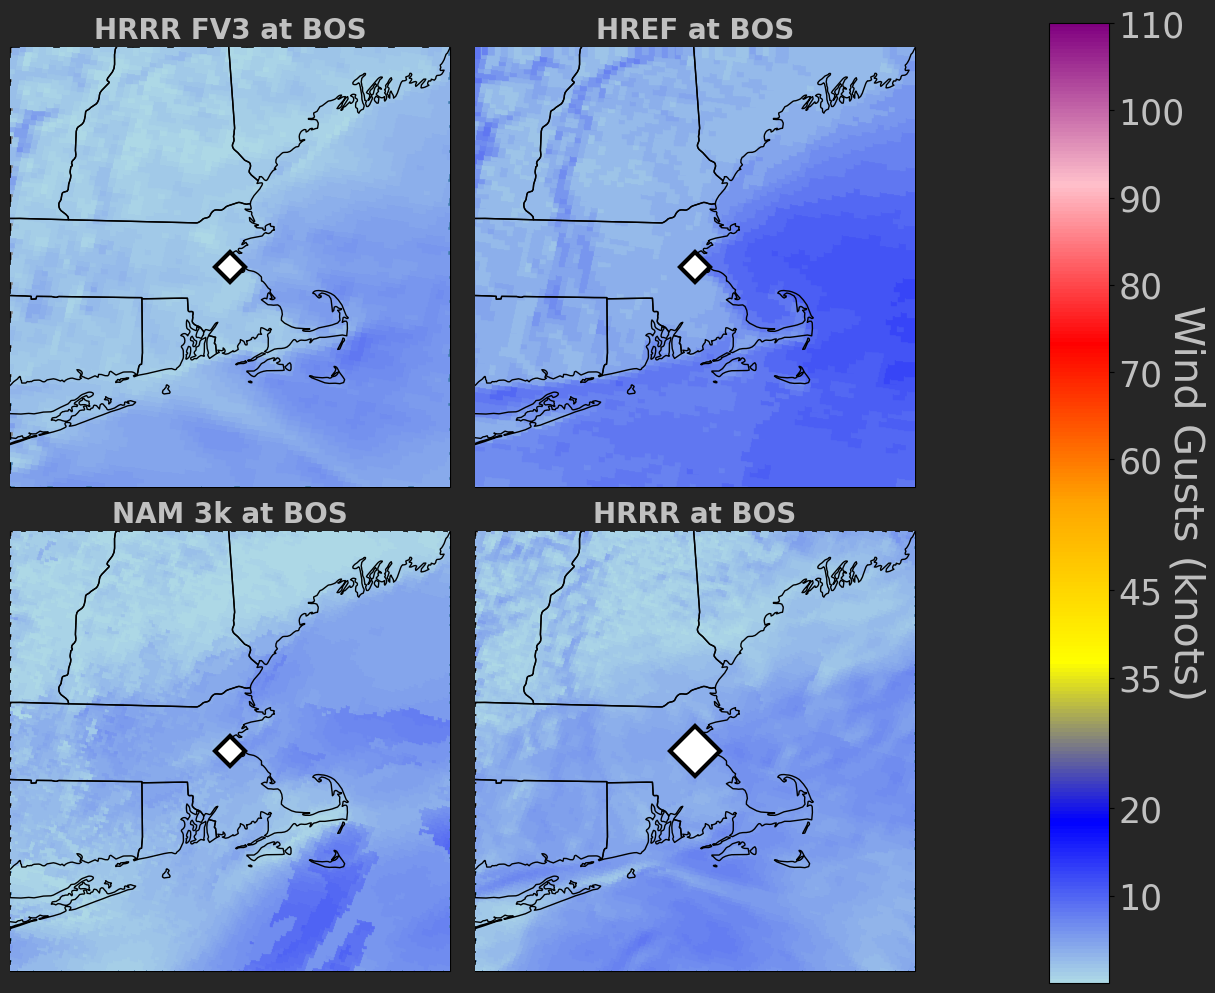 HRRR FV3 at BOS
HREF at BOS
NAM 3k at BOS
HRRR at BOS
110
100
90
80
70
60
45
35
20
10
Wind Gusts (knots)